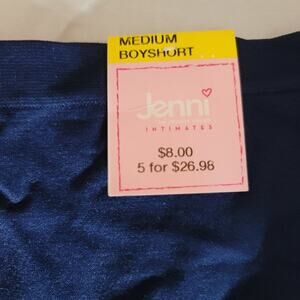 MEDIUM
BOYSHORT
Jenni
INTIMATES
$8.00
5 for $26.98